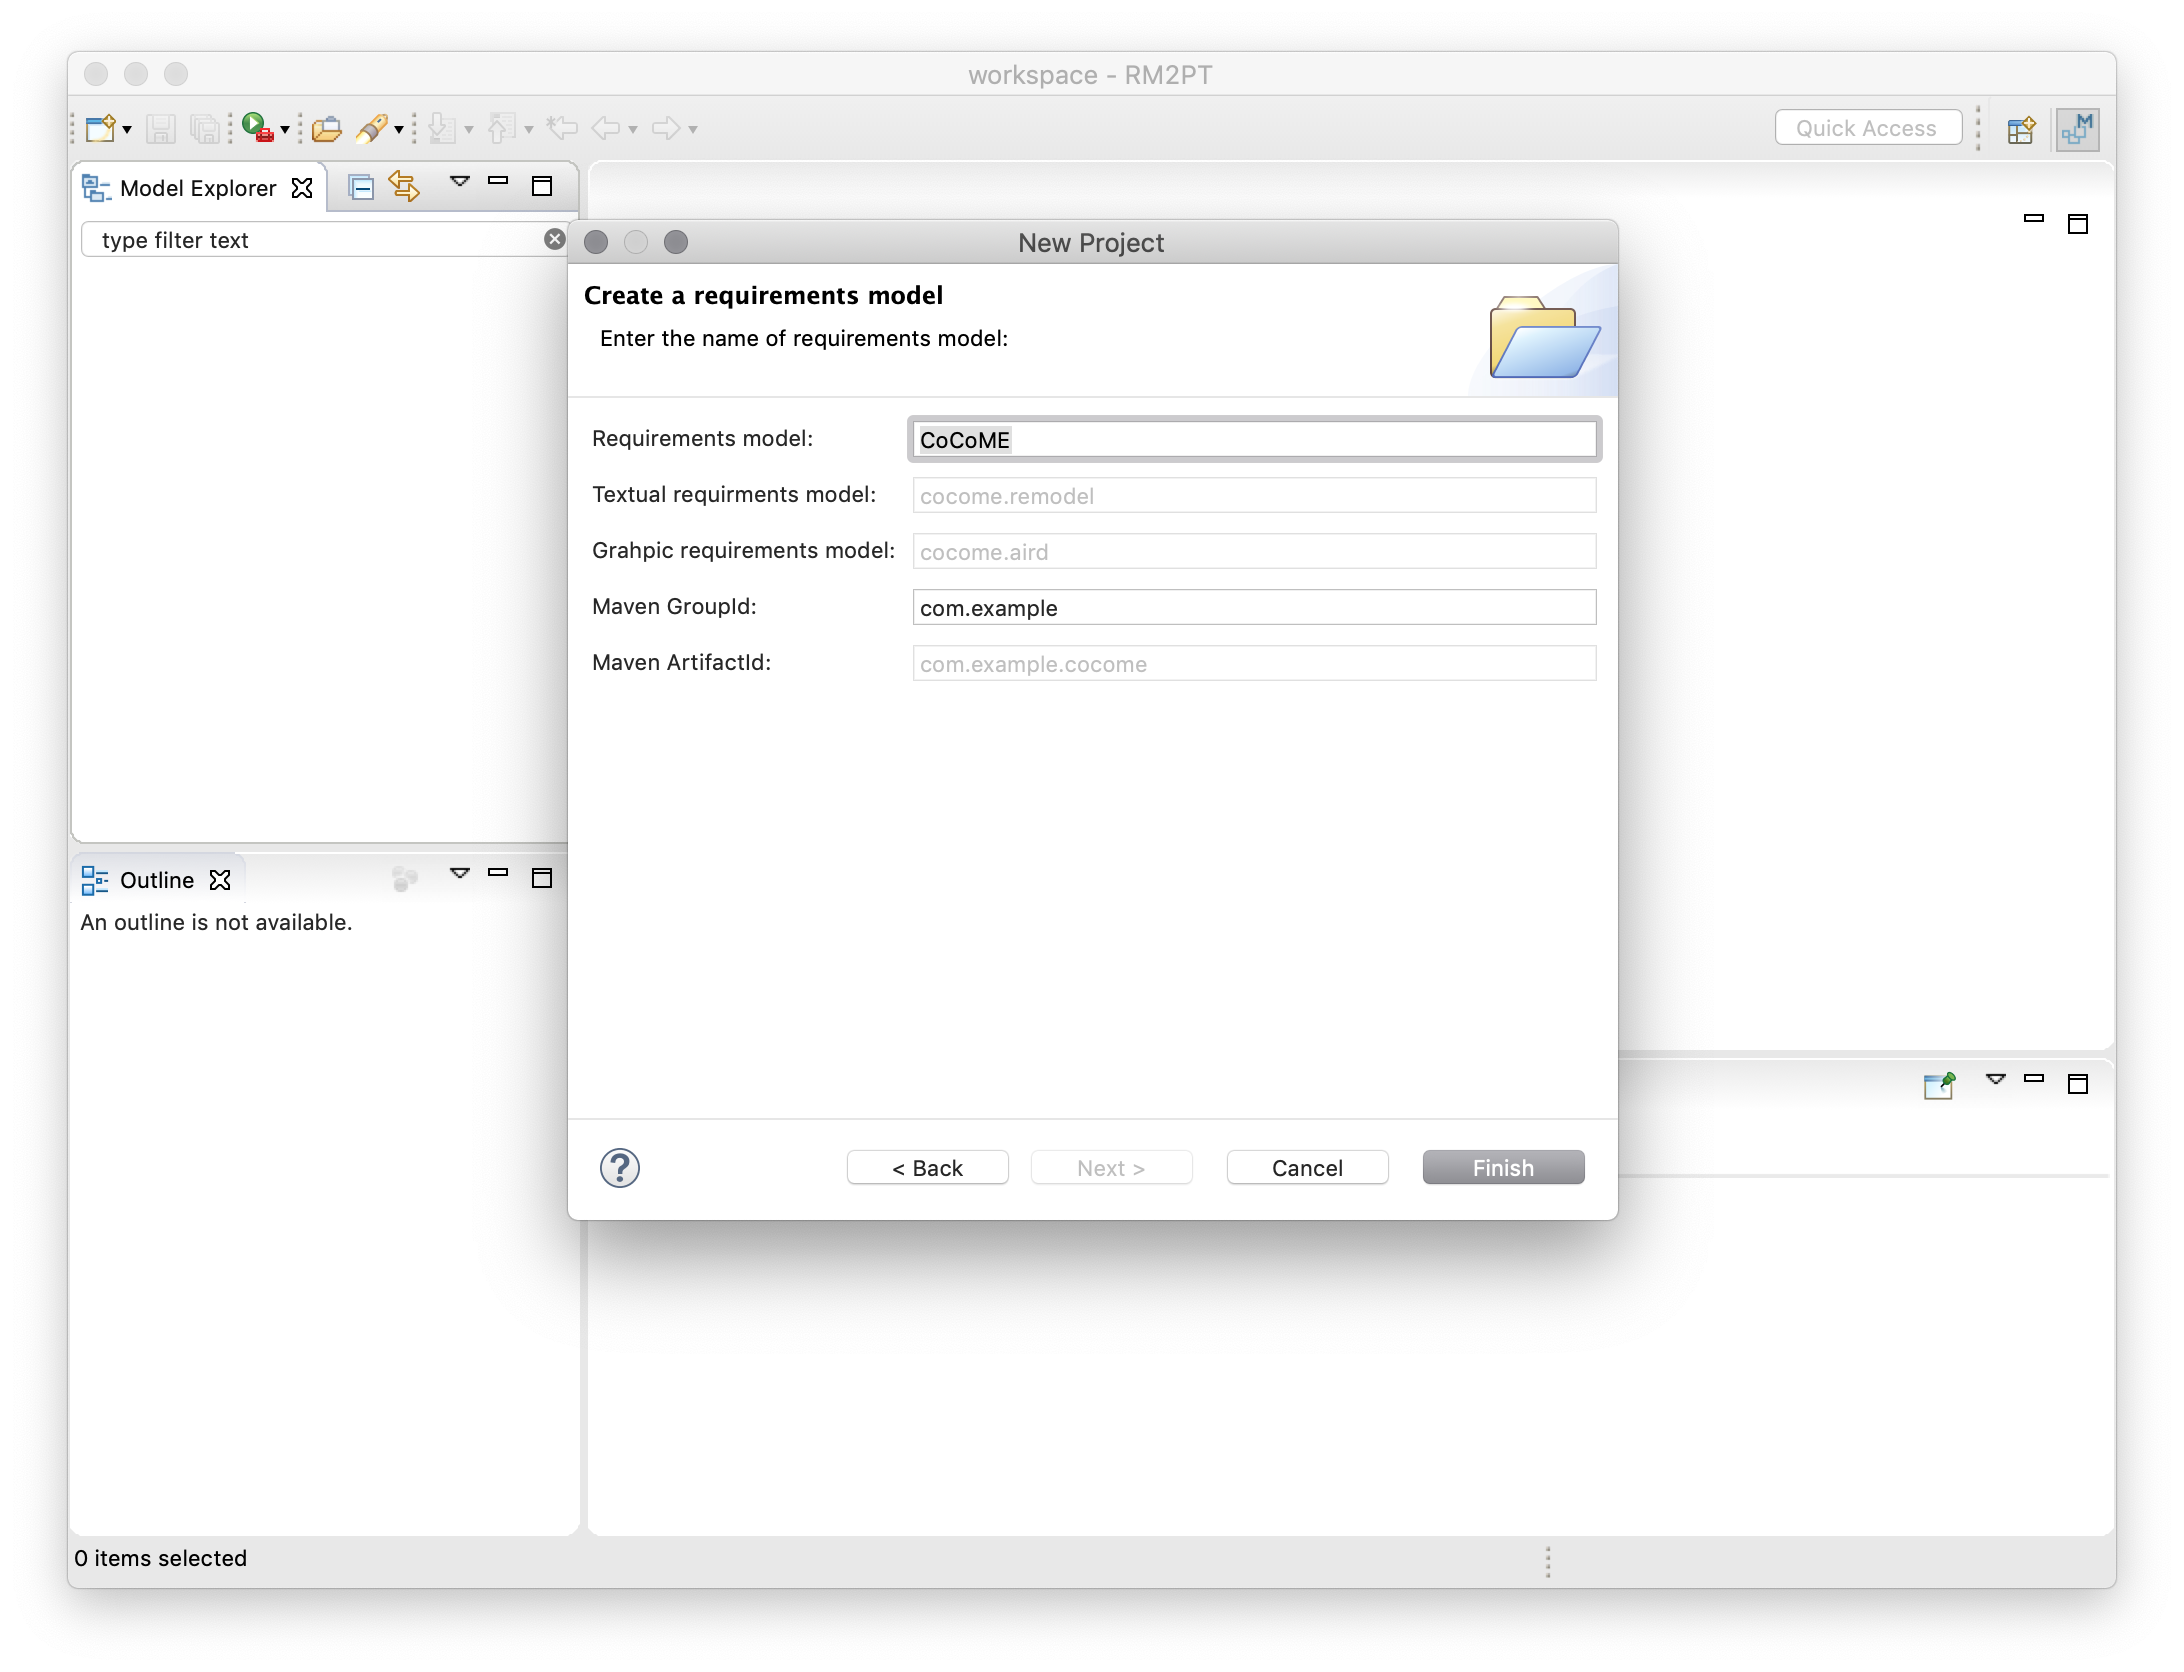 workspace - RM2PT
Quick Access
M
Model Explorer
type filter text
New Project
Create a requirements model
Enter the name of requirements model:
Requirements model: CoCoME
Textual requirments model: cocome.remodel
Grahpic requirements model: cocome.aird
Maven GroupId: com.example
Maven ArtifactId: com.example.cocome
Outline
An outline is not available.
? < Back Next > Cancel Finish
0 items selected